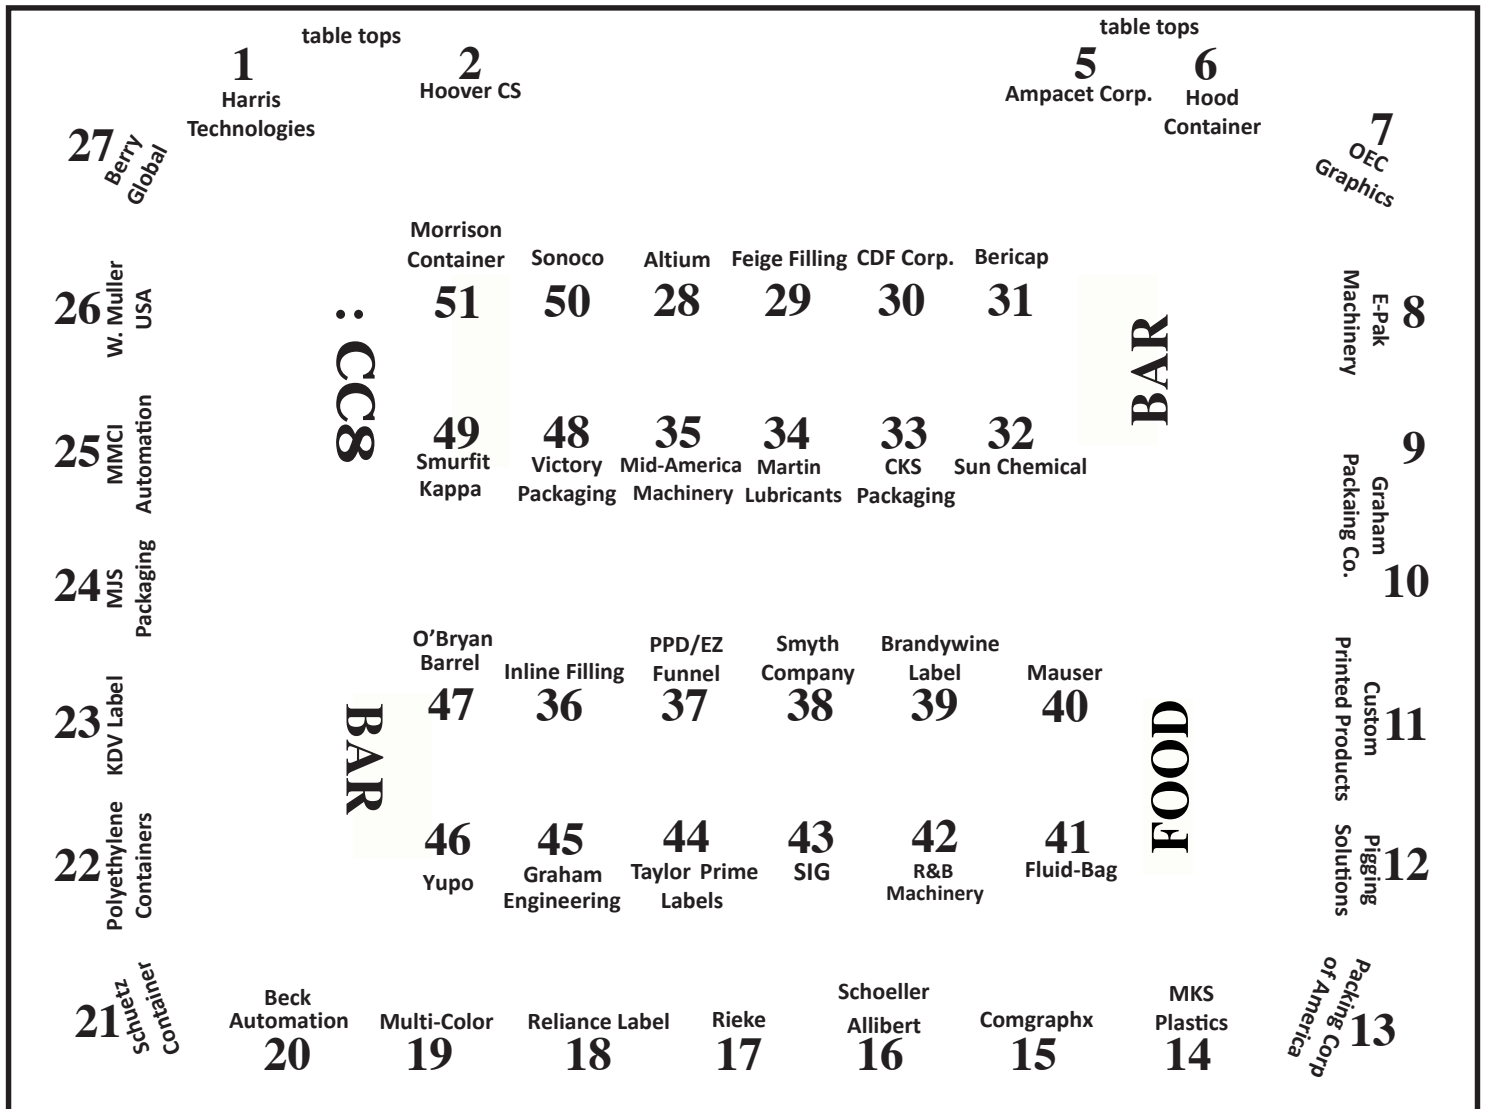 table tops
table tops
1
Harris
Technologies
2
Hoover CS
5
Ampacet Corp.
6
Hood
Container
7
OEC
Graphics
27
Berry
Global
Morrison
Container
51
Sonoco
50
Altium
28
Feige Filling
29
CDF Corp.
30
Bericap
31
26
W. Muller
USA
: CC8
BAR
8
E-Pak
Machinery
49
Smurfit
Kappa
48
Victory
Packaging
35
Mid-America
Machinery
34
Martin
Lubricants
33
CKS
Packaging
32
Sun Chemical
25
MMCI
Automation
9
Graham
Packaing Co.
10
24
MJS
Packaging
O’Bryan
Barrel
47
Inline Filling
36
PPD/EZ
Funnel
37
Smyth
Company
38
Brandywine
Label
39
Mauser
40
23
KDV Label
BAR
FOOD
11
Custom
Printed Products
46
Yupo
45
Graham
Engineering
44
Taylor Prime
Labels
43
SIG
42
R&B
Machinery
41
Fluid-Bag
22
Polyethylene
Containers
12
Pigging
Solutions
21
Schuetz
Container
Beck
Automation
20
Multi-Color
19
Reliance Label
18
Rieke
17
Schoeller
Allibert
16
Comgraphx
15
MKS
Plastics
14
13
Packing Corp
of Amerrica